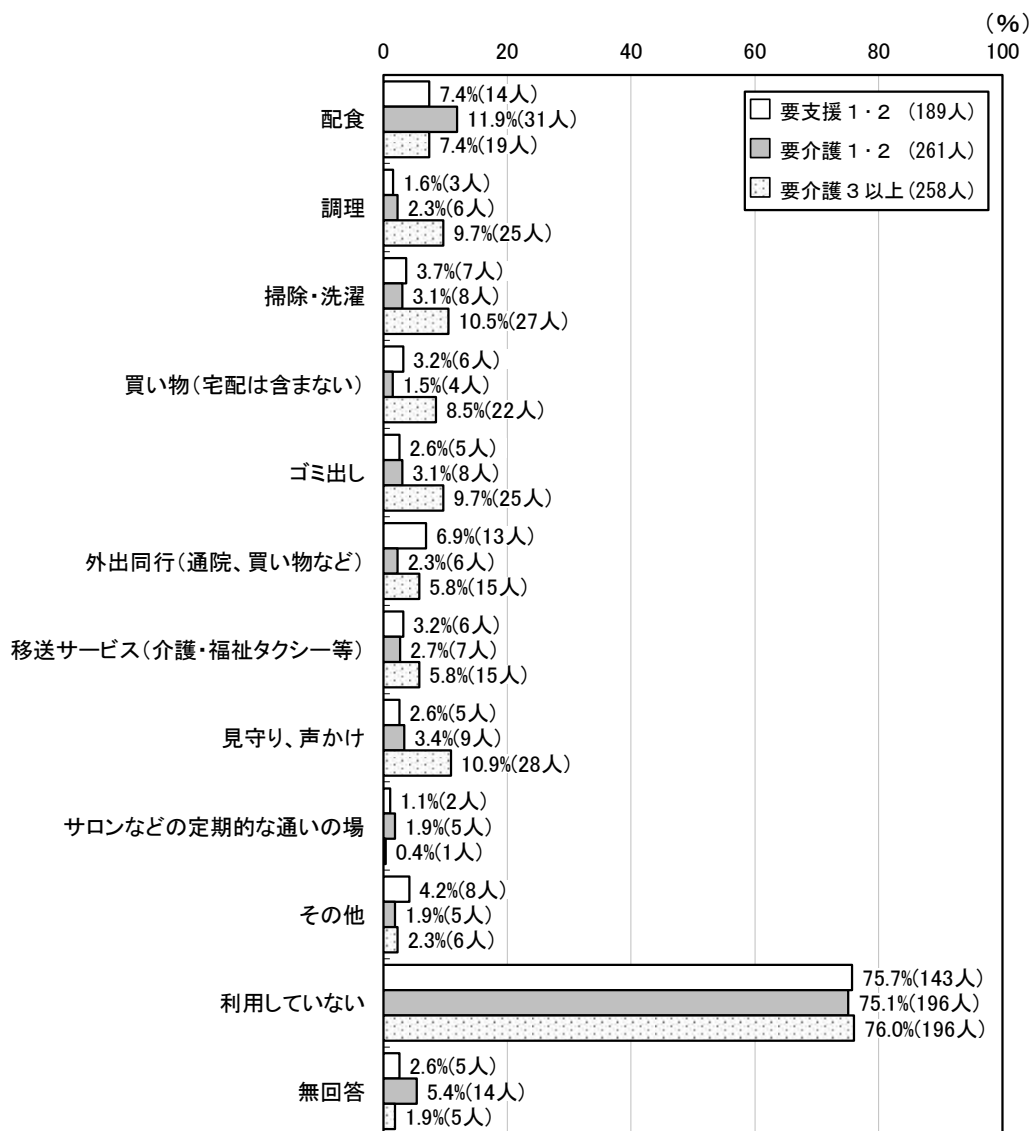 (%)
0 20 40 60 80 100
要支援1・2 (189人)
要介護1・2 (261人)
要介護3以上(258人)
配食
7.4%(14人)
11.9%(31人)
7.4%(19人)
調理
1.6%(3人)
2.3%(6人)
9.7%(25人)
掃除・洗濯
3.7%(7人)
3.1%(8人)
10.5%(27人)
買い物(宅配は含まない)
3.2%(6人)
1.5%(4人)
8.5%(22人)
ゴミ出し
2.6%(5人)
3.1%(8人)
9.7%(25人)
外出同行(通院、買い物など)
6.9%(13人)
2.3%(6人)
5.8%(15人)
移送サービス(介護・福祉タクシー等)
3.2%(6人)
2.7%(7人)
5.8%(15人)
見守り、声かけ
2.6%(5人)
3.4%(9人)
10.9%(28人)
サロンなどの定期的な通いの場
1.1%(2人)
1.9%(5人)
0.4%(1人)
その他
4.2%(8人)
1.9%(5人)
2.3%(6人)
利用していない
75.7%(143人)
75.1%(196人)
76.0%(196人)
無回答
2.6%(5人)
5.4%(14人)
1.9%(5人)